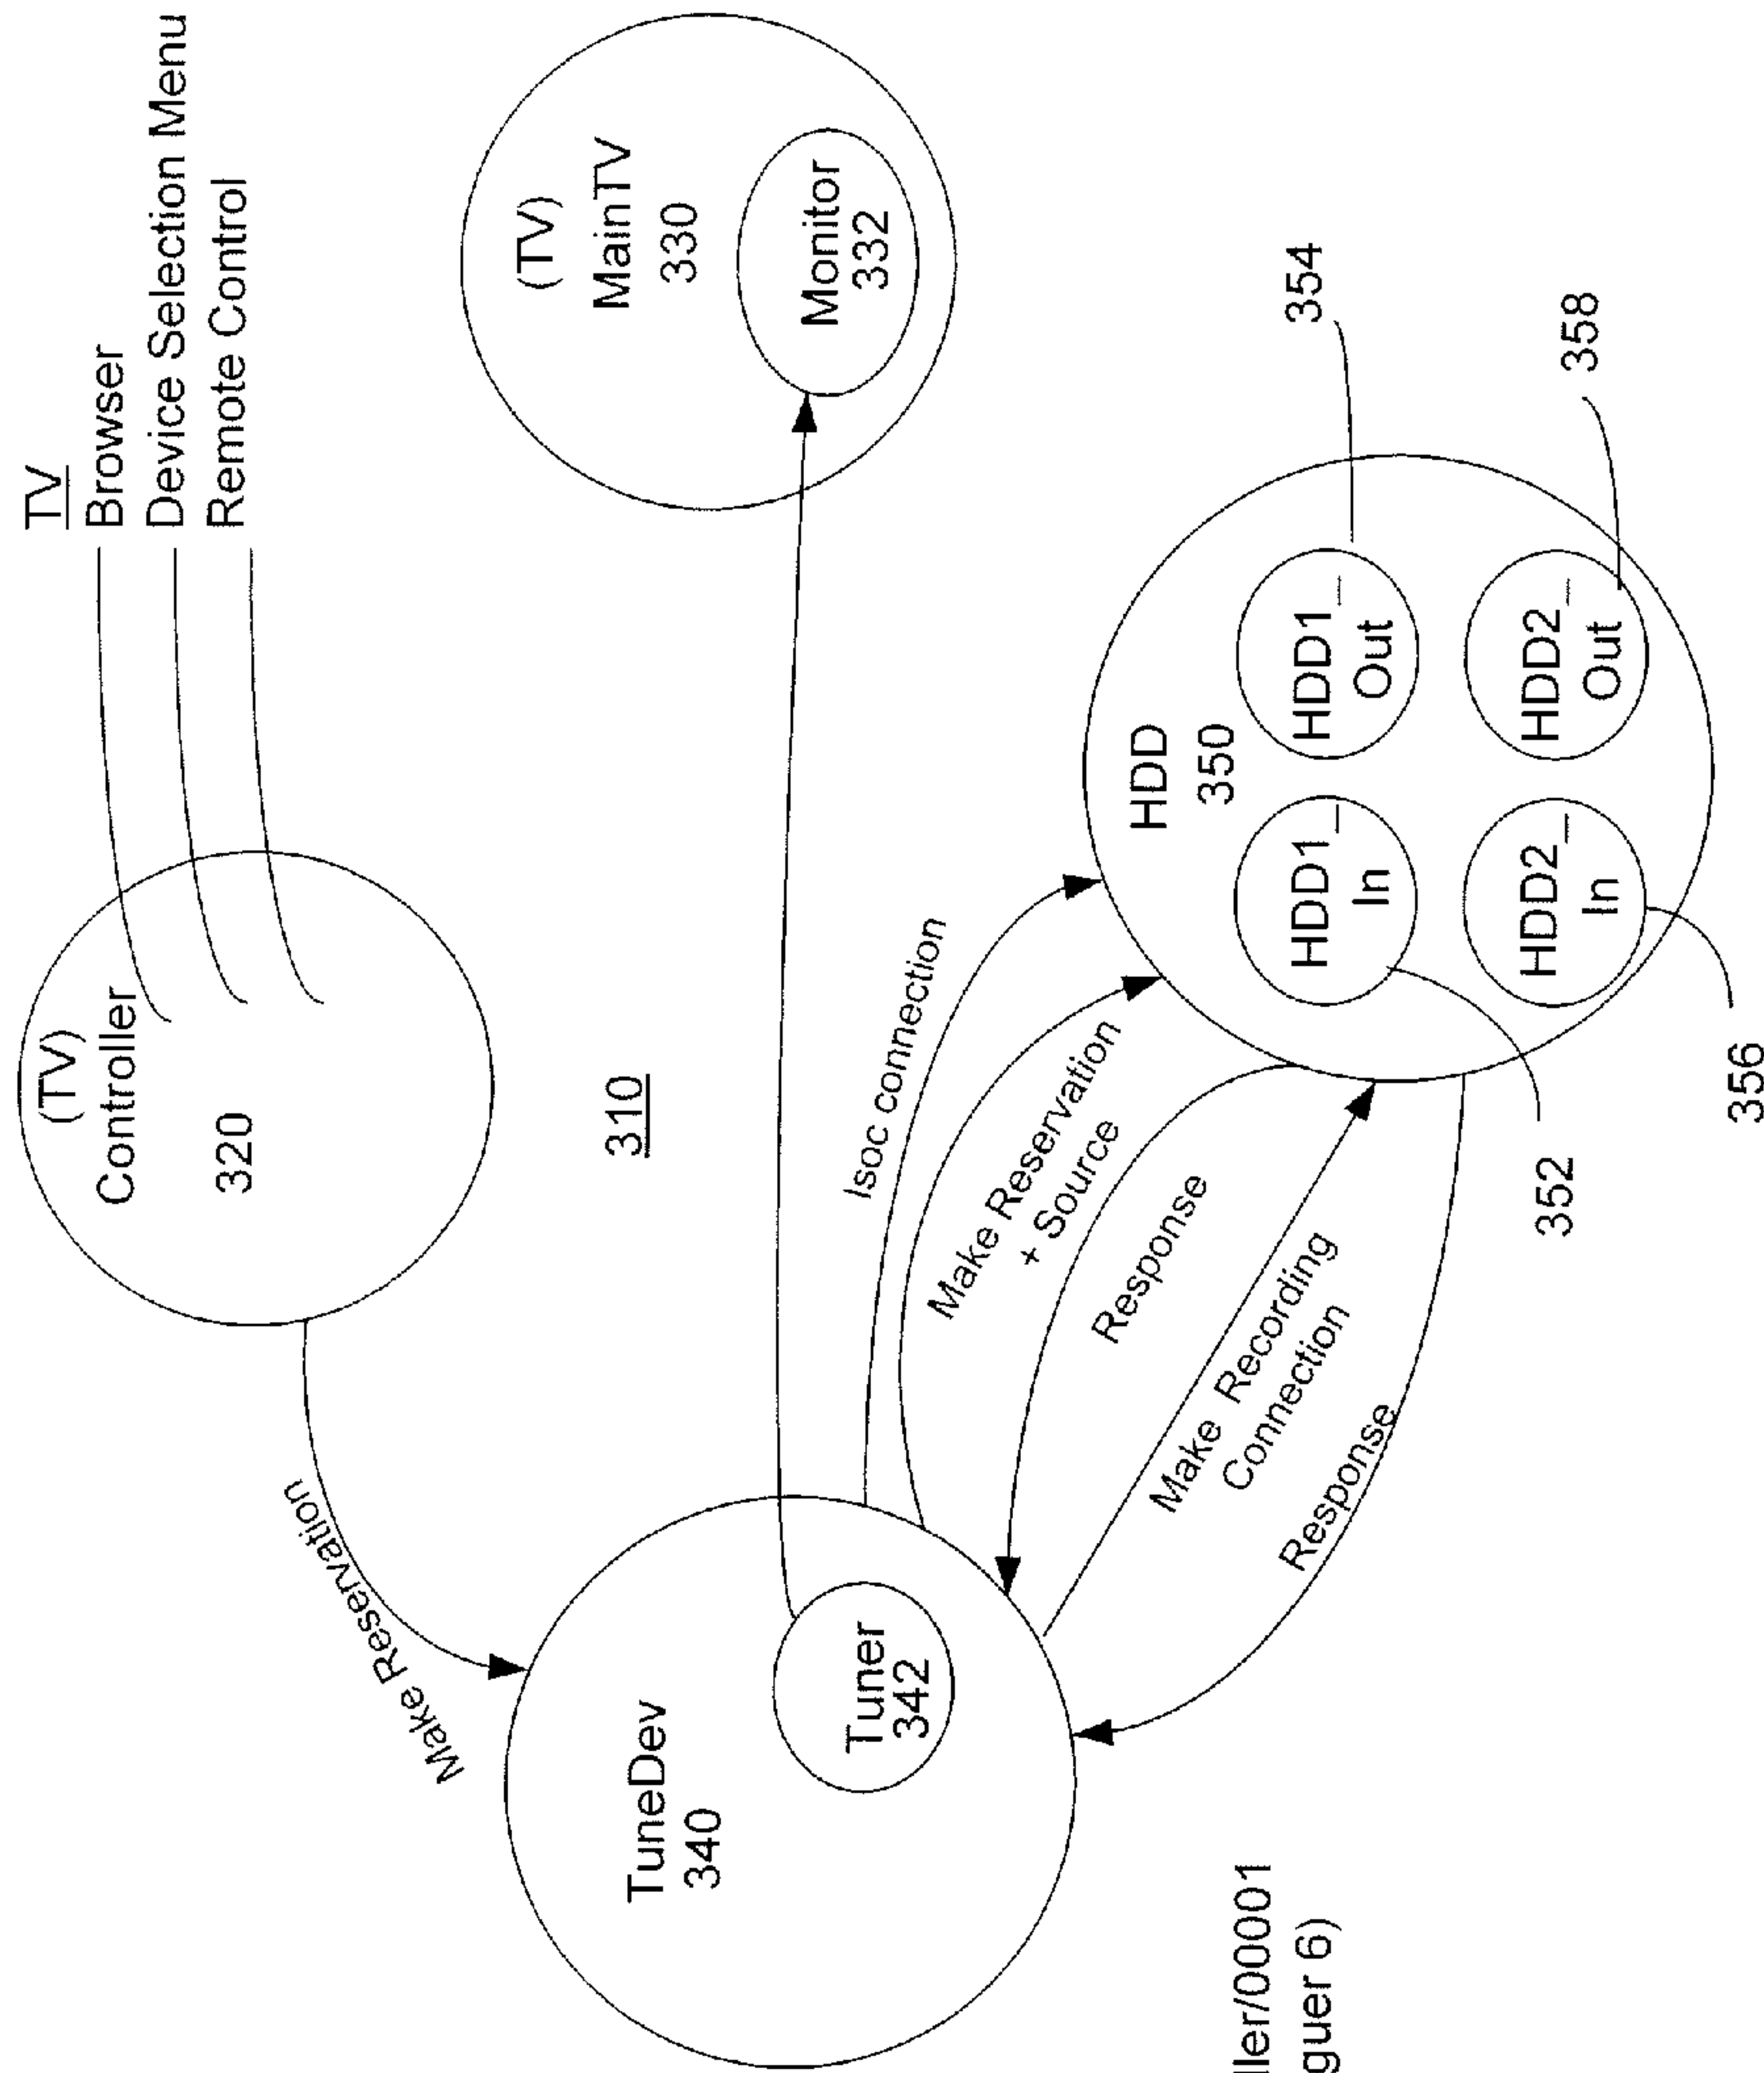 TV
Browser
Device Selection Menu
Remote Control
(TV)
Controller
320
(TV)
MainTV
330
Monitor
332
310
Make Reservation
TuneDev
340
Tuner
342
Isoc connection
Make Reservation
+ Source
Response
Make Recording
Connection
Response
HDD
350
HDD1_
In
HDD1_
Out
HDD2_
In
HDD2_
Out
354
358
352
356
ller/00001
guer 6)